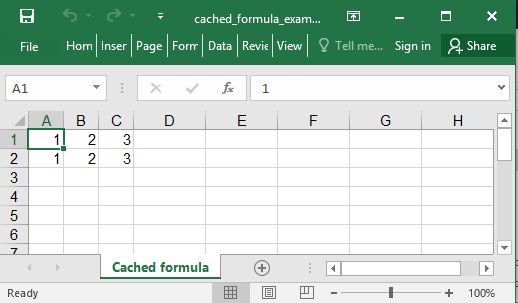 cached_formula_exam...
File Hom Inser Page Forr Data Revie View Tell me... Sign in Share
A1 fx 1
A B C D E F G H
1 1 2 3
2 1 2 3
3
4
5
6
7
Cached formula
Ready 100%